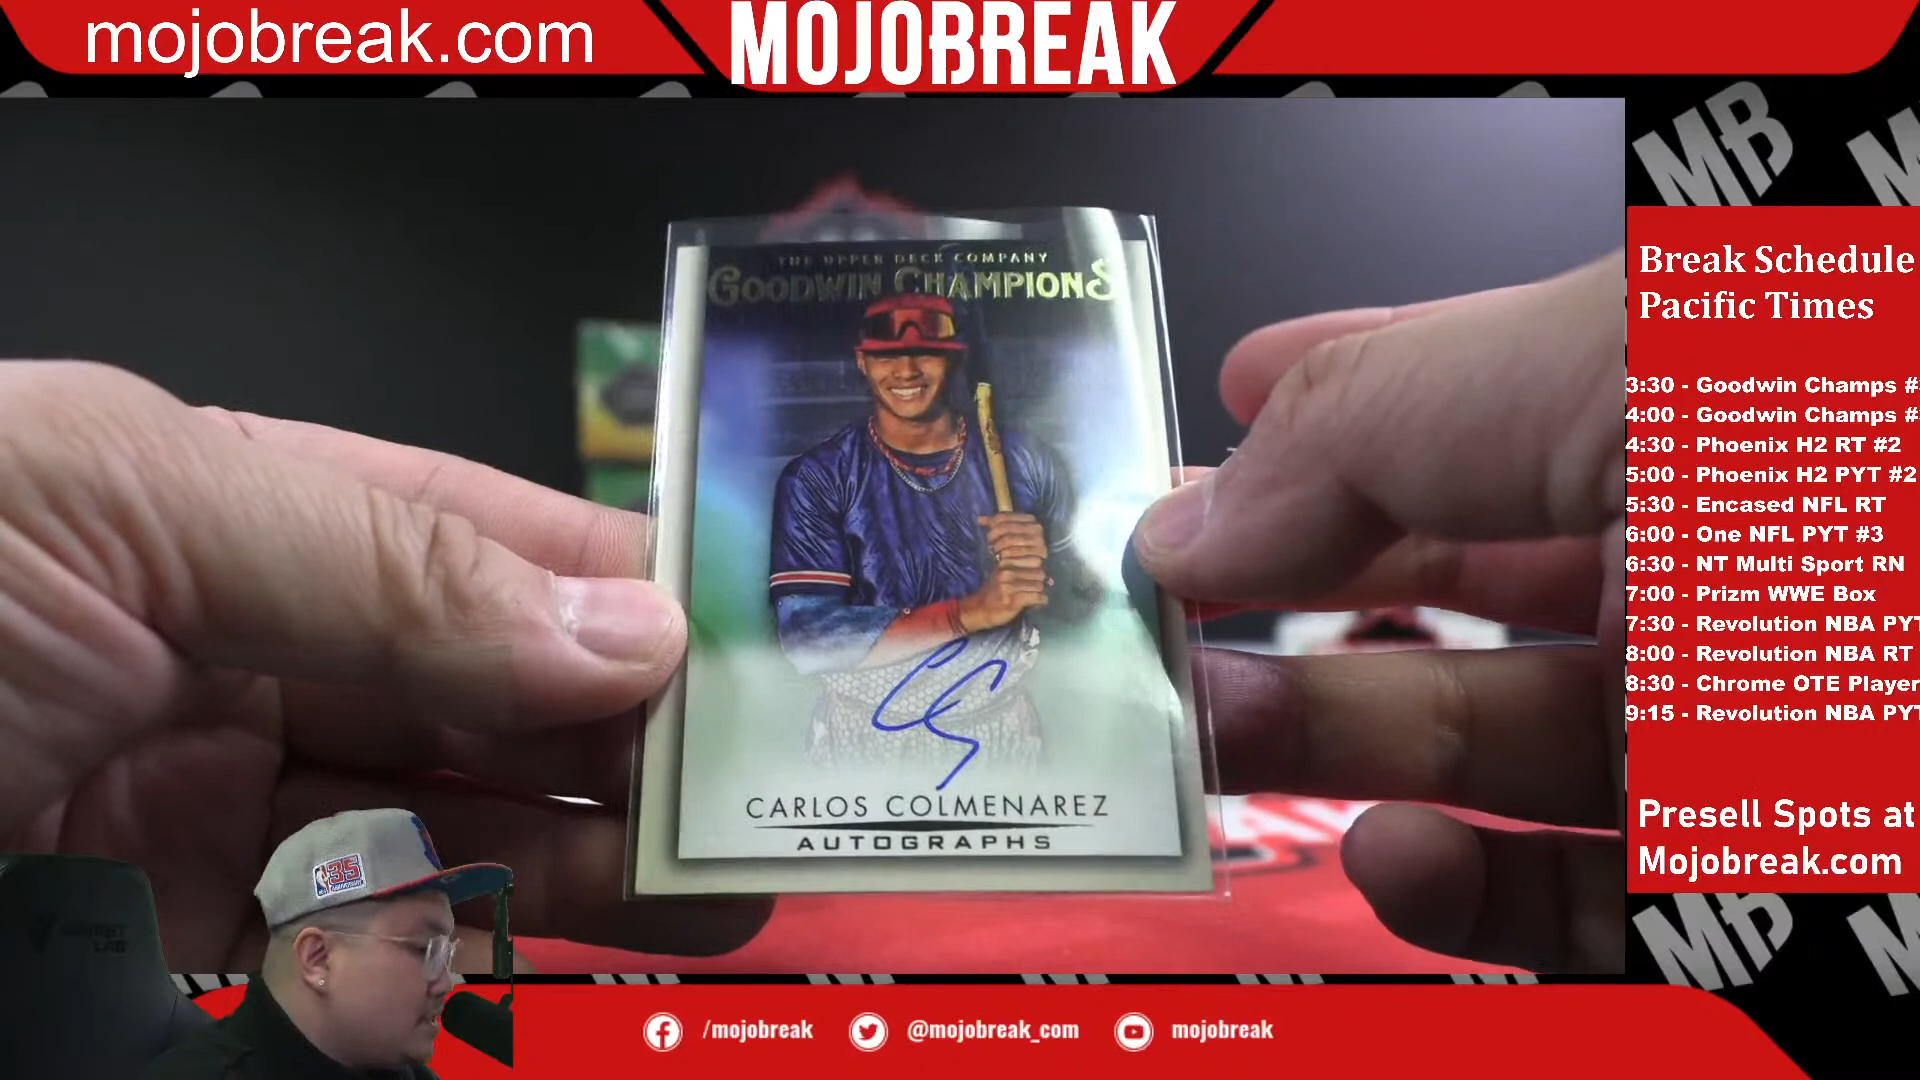 mojobreak.com
MOJOBREAK
MB
THE UPPER DECK COMPANY
GOODWIN CHAMPIONS
CARLOS COLMENAREZ
AUTOGRAPHS
35
Break Schedule
Pacific Times
3:30 - Goodwin Champs #
4:00 - Goodwin Champs #
4:30 - Phoenix H2 RT #2
5:00 - Phoenix H2 PYT #2
5:30 - Encased NFL RT
6:00 - One NFL PYT #3
6:30 - NT Multi Sport RN
7:00 - Prizm WWE Box
7:30 - Revolution NBA PYT
8:00 - Revolution NBA RT
8:30 - Chrome OTE Player
9:15 - Revolution NBA PYT
Presell Spots at
Mojobreak.com
MB
/mojobreak
@mojobreak_com
mojobreak